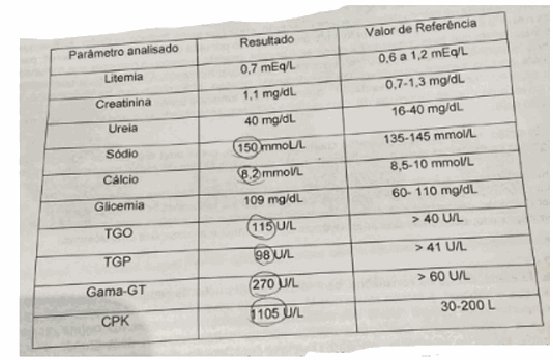 Parâmetro analisado Resultado Valor de Referência
Litemia 0,7 mEq/L 0,6 a 1,2 mEq/L
Creatinina 1,1 mg/dL 0,7-1,3 mg/dL
Ureia 40 mg/dL 16-40 mg/dL
Sódio 150 mmoL/L 135-145 mmol/L
Cálcio 8,2 mmol/L 8,5-10 mmol/L
Glicemia 109 mg/dL 60- 110 mg/dL
TGO 115 U/L > 40 U/L
TGP 98 U/L > 41 U/L
Gama-GT 270 U/L > 60 U/L
CPK 1105 U/L 30-200 L